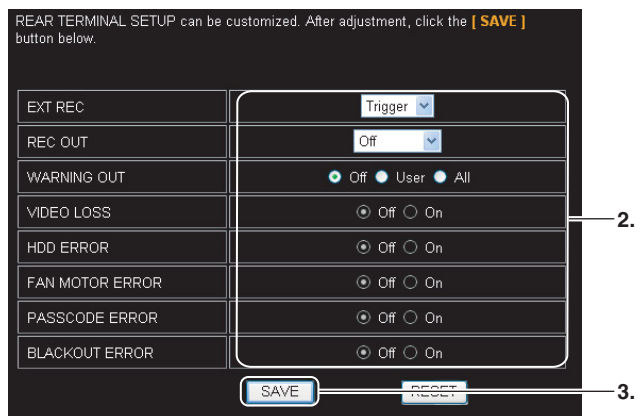 REAR TERMINAL SETUP can be customized. After adjustment, click the [ SAVE ]
button below.
EXT REC Trigger
REC OUT Off
WARNING OUT Off User All
VIDEO LOSS Off On
2.
HDD ERROR Off On
FAN MOTOR ERROR Off On
PASSCODE ERROR Off On
BLACKOUT ERROR Off On
SAVE RESET 3.